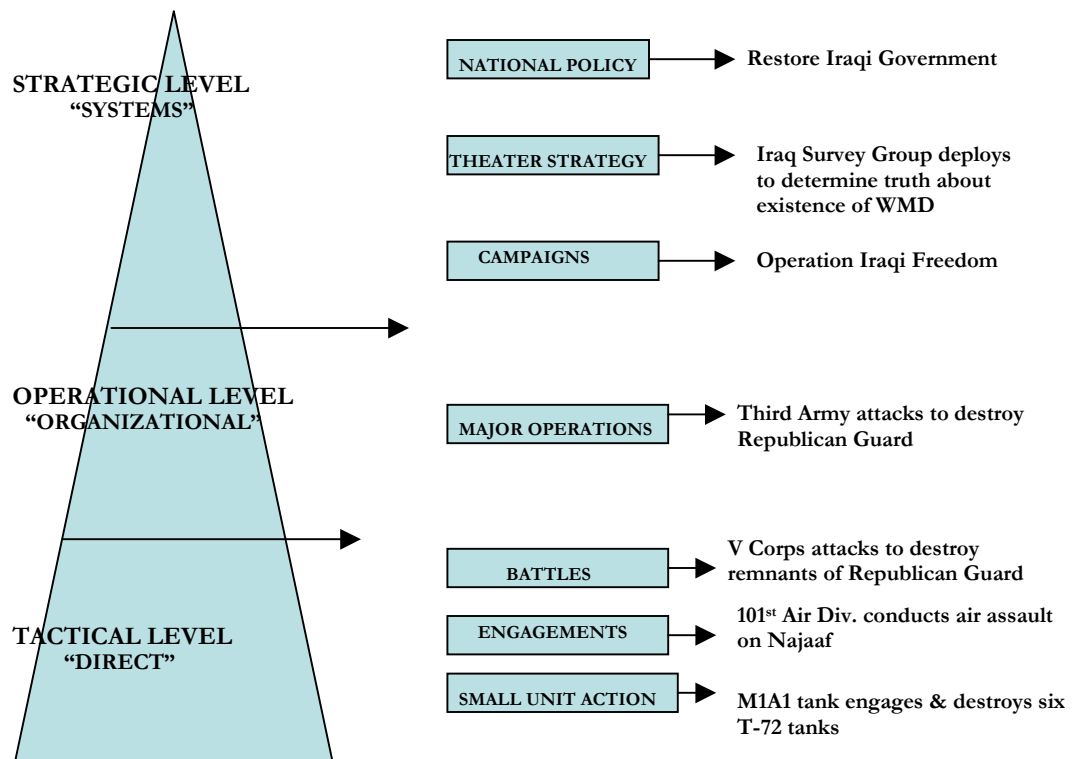 STRATEGIC LEVEL
“SYSTEMS”
NATIONAL POLICY
Restore Iraqi Government
THEATER STRATEGY
Iraq Survey Group deploys
to determine truth about
existence of WMD
CAMPAIGNS
Operation Iraqi Freedom
OPERATIONAL LEVEL
“ORGANIZATIONAL”
MAJOR OPERATIONS
Third Army attacks to destroy
Republican Guard
BATTLES
V Corps attacks to destroy
remnants of Republican Guard
TACTICAL LEVEL
“DIRECT”
ENGAGEMENTS
101st Air Div. conducts air assault
on Najaaf
SMALL UNIT ACTION
M1A1 tank engages & destroys six
T-72 tanks